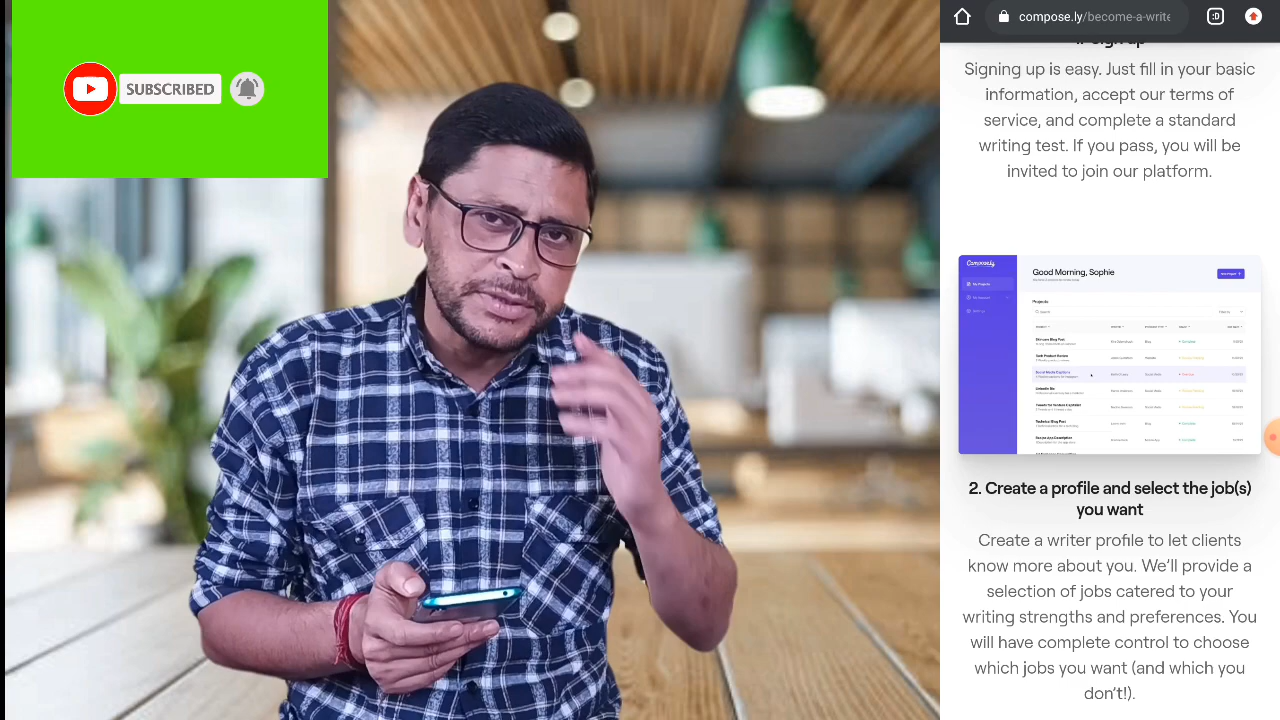 SUBSCRIBED
compose.ly/become-a-write
:D
Signing up is easy. Just fill in your basic
information, accept our terms of
service, and complete a standard
writing test. If you pass, you will be
invited to join our platform.
Good Morning, Sophie
Projects
2. Create a profile and select the job(s)
you want
Create a writer profile to let clients
know more about you. We'll provide a
selection of jobs catered to your
writing strengths and preferences. You
will have complete control to choose
which jobs you want (and which you
don't!).